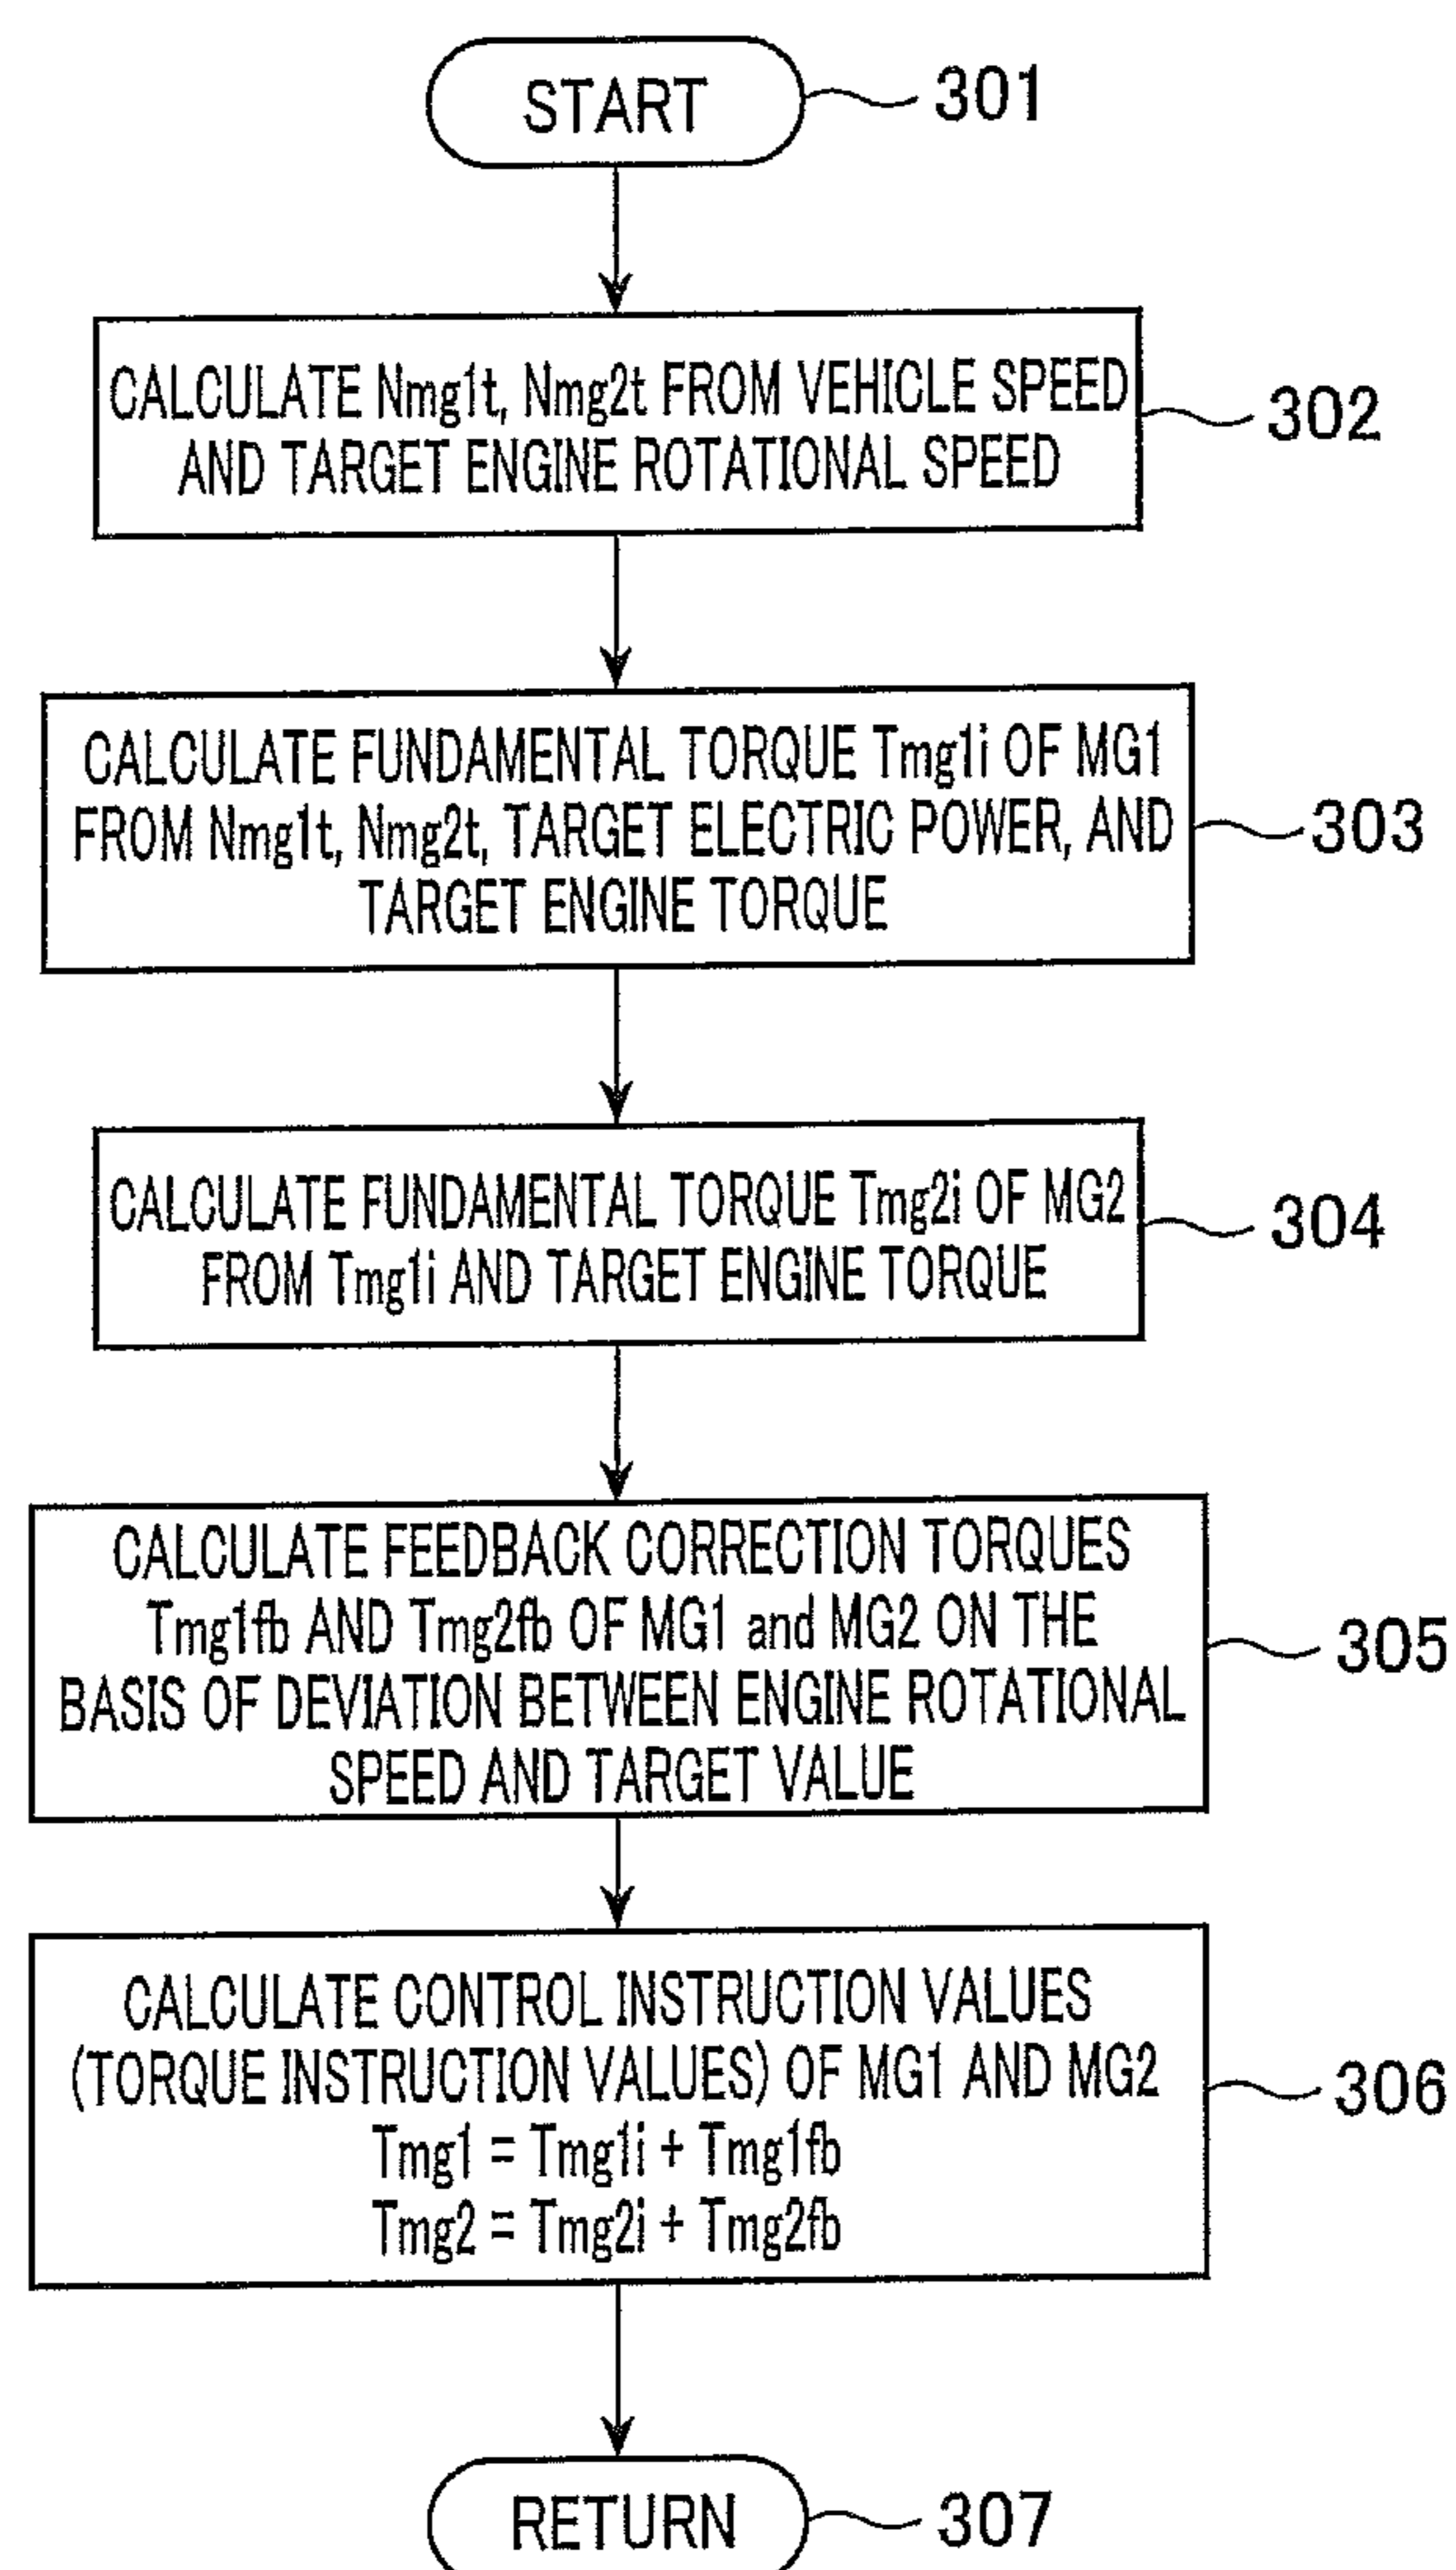 START
301
CALCULATE Nmg1t, Nmg2t FROM VEHICLE SPEED
AND TARGET ENGINE ROTATIONAL SPEED
302
CALCULATE FUNDAMENTAL TORQUE Tmg1i OF MG1
FROM Nmg1t, Nmg2t, TARGET ELECTRIC POWER, AND
TARGET ENGINE TORQUE
303
CALCULATE FUNDAMENTAL TORQUE Tmg2i OF MG2
FROM Tmg1i AND TARGET ENGINE TORQUE
304
CALCULATE FEEDBACK CORRECTION TORQUES
Tmg1fb AND Tmg2fb OF MG1 and MG2 ON THE
BASIS OF DEVIATION BETWEEN ENGINE ROTATIONAL
SPEED AND TARGET VALUE
305
CALCULATE CONTROL INSTRUCTION VALUES
(TORQUE INSTRUCTION VALUES) OF MG1 AND MG2
Tmg1 = Tmg1i + Tmg1fb
Tmg2 = Tmg2i + Tmg2fb
306
RETURN
307